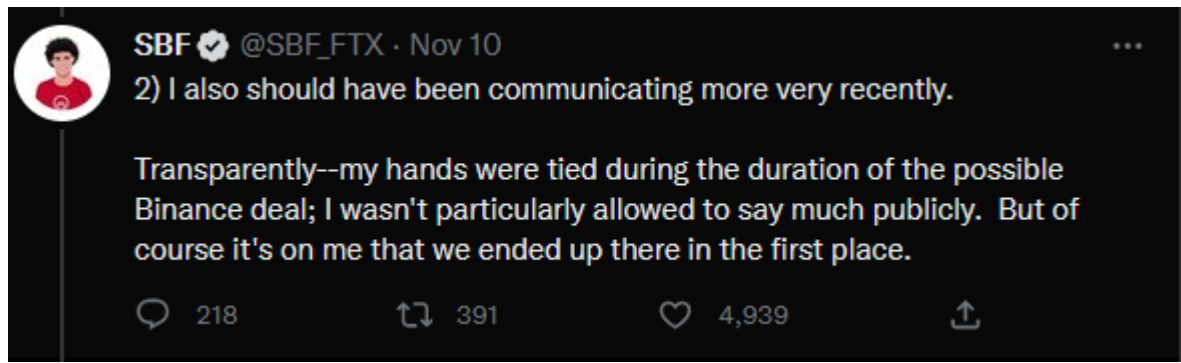 SBF @SBF_FTX · Nov 10
2) I also should have been communicating more very recently.
Transparently--my hands were tied during the duration of the possible
Binance deal; I wasn't particularly allowed to say much publicly.  But of
course it's on me that we ended up there in the first place.
218 391 4,939